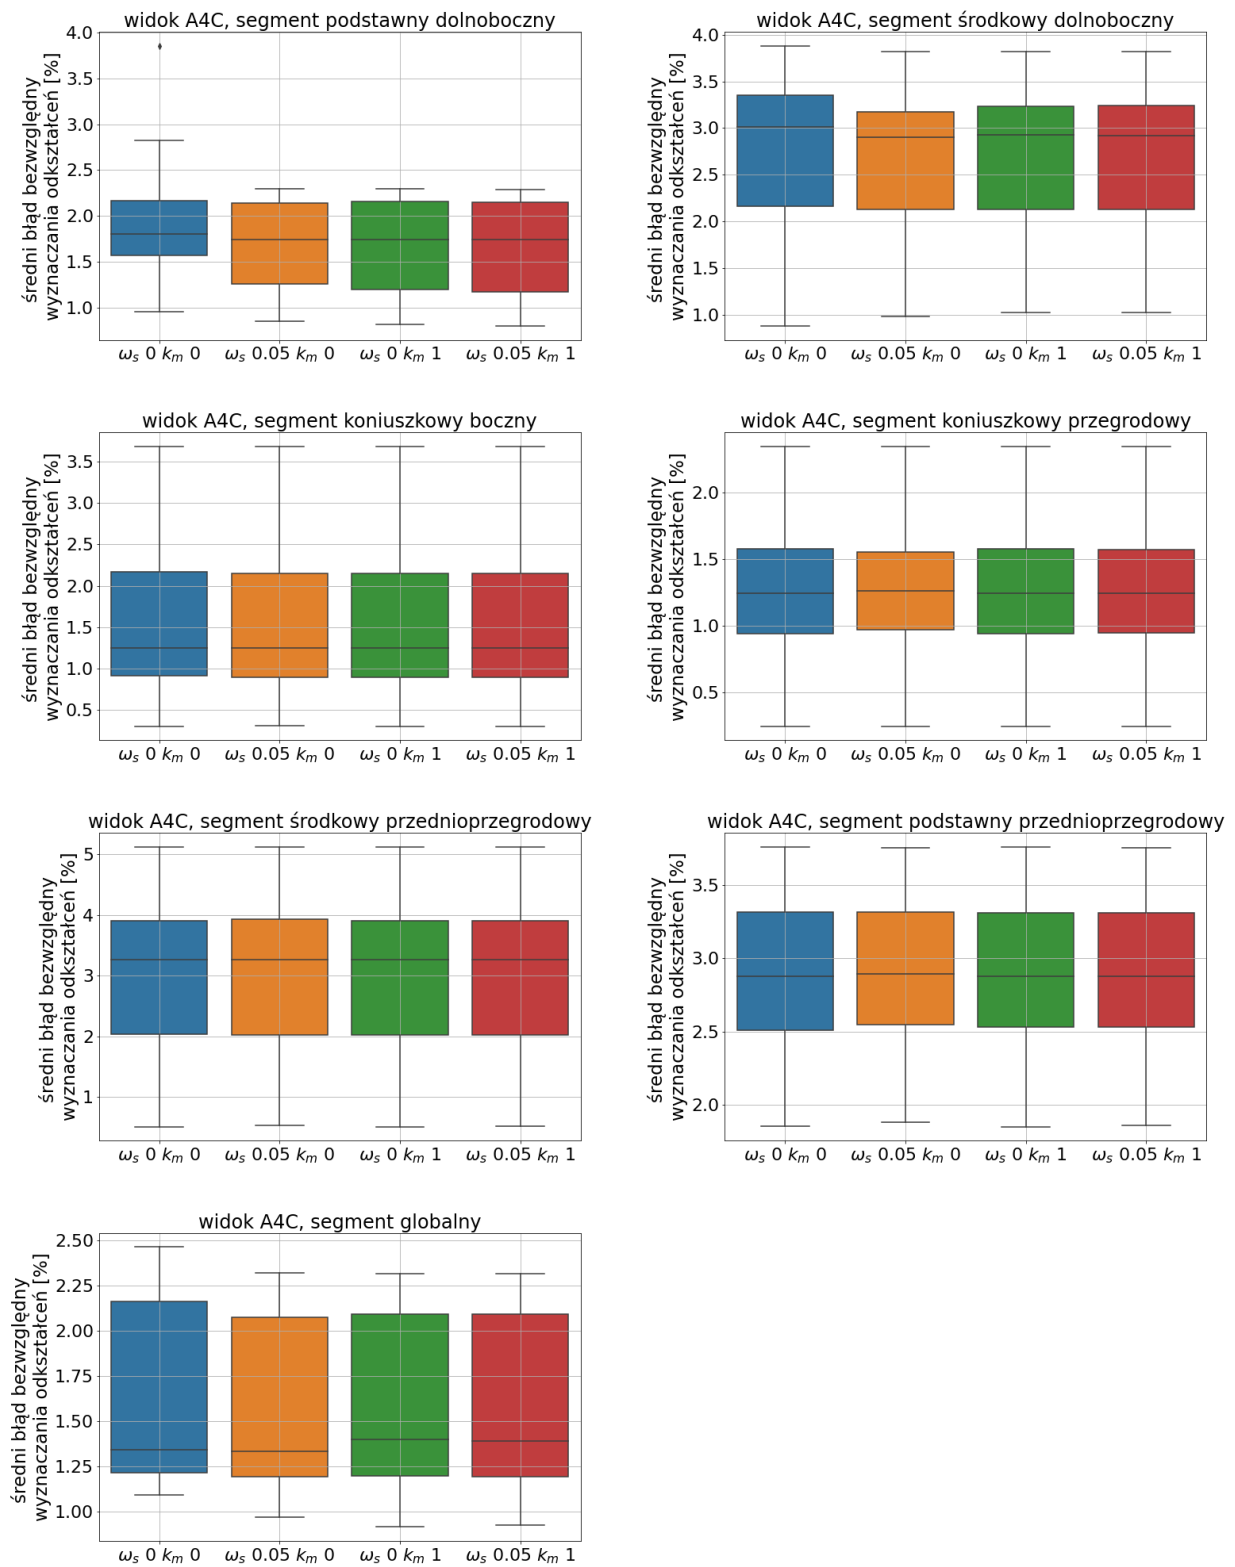 widok A4C, segment podstawny dolnoboczny
średni błąd bezwzględny
wyznaczania odkształceń [%]
4.0
3.5
3.0
2.5
2.0
1.5
1.0
ωs 0 km 0
ωs 0.05 km 0
ωs 0 km 1
ωs 0.05 km 1
widok A4C, segment środkowy dolnoboczny
średni błąd bezwzględny
wyznaczania odkształceń [%]
4.0
3.5
3.0
2.5
2.0
1.5
1.0
ωs 0 km 0
ωs 0.05 km 0
ωs 0 km 1
ωs 0.05 km 1
widok A4C, segment koniuszkowy boczny
średni błąd bezwzględny
wyznaczania odkształceń [%]
3.5
3.0
2.5
2.0
1.5
1.0
0.5
ωs 0 km 0
ωs 0.05 km 0
ωs 0 km 1
ωs 0.05 km 1
widok A4C, segment koniuszkowy przegrodowy
średni błąd bezwzględny
wyznaczania odkształceń [%]
2.0
1.5
1.0
0.5
ωs 0 km 0
ωs 0.05 km 0
ωs 0 km 1
ωs 0.05 km 1
widok A4C, segment środkowy przednioprzegrodowy
średni błąd bezwzględny
wyznaczania odkształceń [%]
5
4
3
2
1
ωs 0 km 0
ωs 0.05 km 0
ωs 0 km 1
ωs 0.05 km 1
widok A4C, segment podstawny przednioprzegrodowy
średni błąd bezwzględny
wyznaczania odkształceń [%]
3.5
3.0
2.5
2.0
ωs 0 km 0
ωs 0.05 km 0
ωs 0 km 1
ωs 0.05 km 1
widok A4C, segment globalny
średni błąd bezwzględny
wyznaczania odkształceń [%]
2.50
2.25
2.00
1.75
1.50
1.25
1.00
ωs 0 km 0
ωs 0.05 km 0
ωs 0 km 1
ωs 0.05 km 1